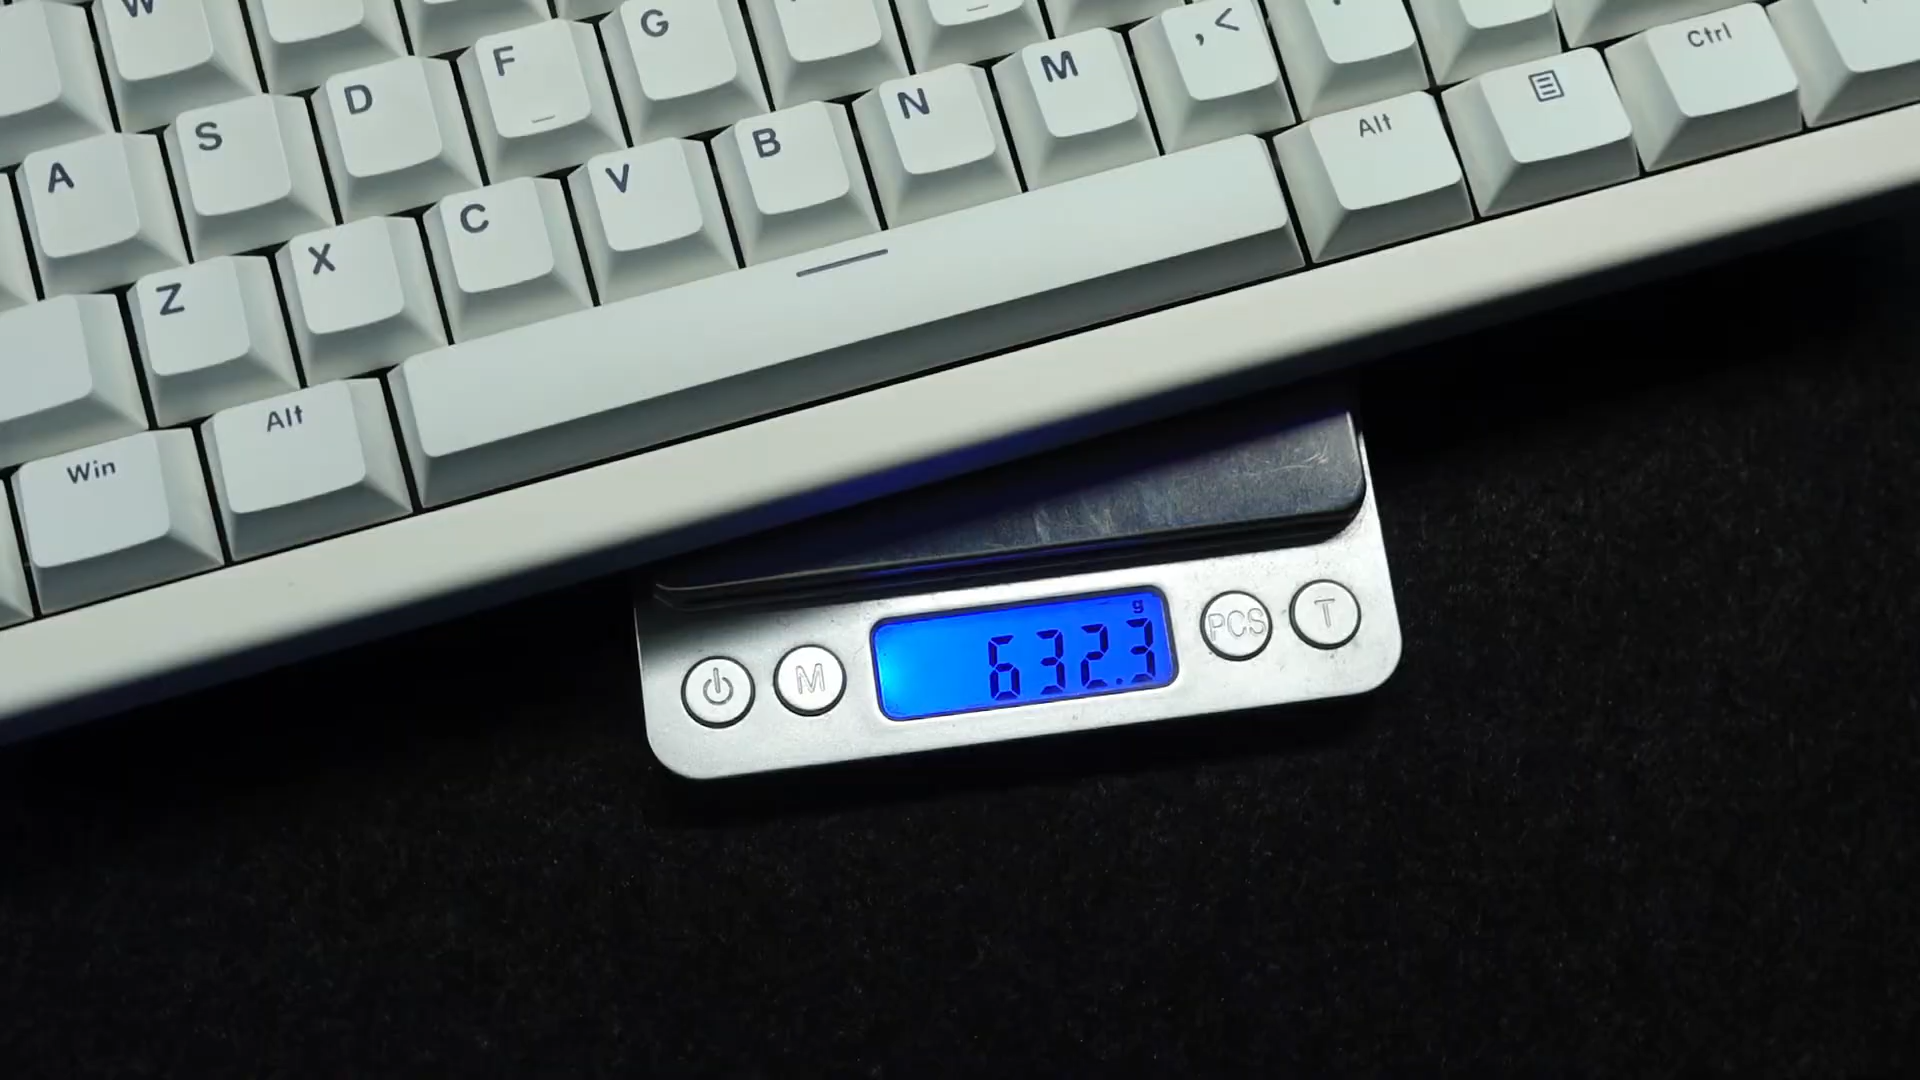 W
A S D F G
Z X C V B N M ,<
Win Alt Alt Ctrl
g
632.3
M PCS T